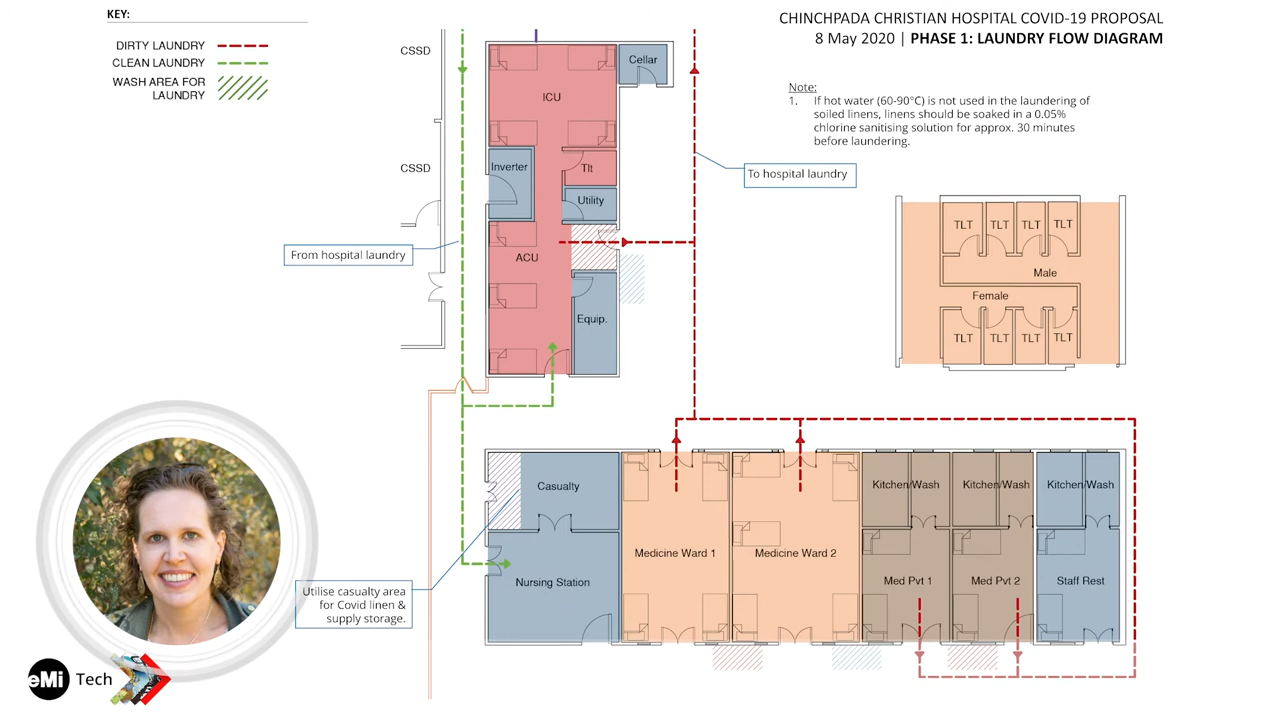 KEY:
DIRTY LAUNDRY
CLEAN LAUNDRY
WASH AREA FOR
LAUNDRY
CHINCHPADA CHRISTIAN HOSPITAL COVID-19 PROPOSAL
8 May 2020 | PHASE 1: LAUNDRY FLOW DIAGRAM
Note:
1. If hot water (60-90°C) is not used in the laundering of
soiled linens, linens should be soaked in a 0.05%
chlorine sanitising solution for approx. 30 minutes
before laundering.
CSSD
CSSD
ICU
Cellar
Inverter
Tlt
Utility
ACU
Equip.
From hospital laundry
To hospital laundry
TLT
TLT
TLT
TLT
Male
Female
TLT
TLT
TLT
TLT
Casualty
Nursing Station
Medicine Ward 1
Medicine Ward 2
Kitchen/Wash
Kitchen/Wash
Kitchen/Wash
Med Pvt 1
Med Pvt 2
Staff Rest
Utilise casualty area
for Covid linen &
supply storage.
eMi Tech